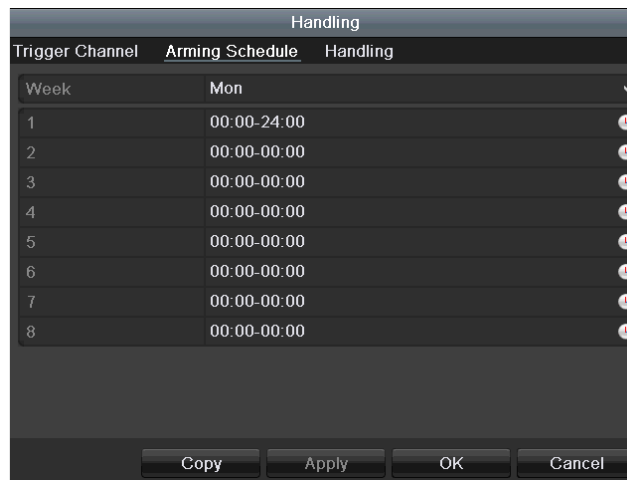 Handling
Trigger Channel Arming Schedule Handling
Week Mon
1 00:00-24:00
2 00:00-00:00
3 00:00-00:00
4 00:00-00:00
5 00:00-00:00
6 00:00-00:00
7 00:00-00:00
8 00:00-00:00
Copy Apply OK Cancel